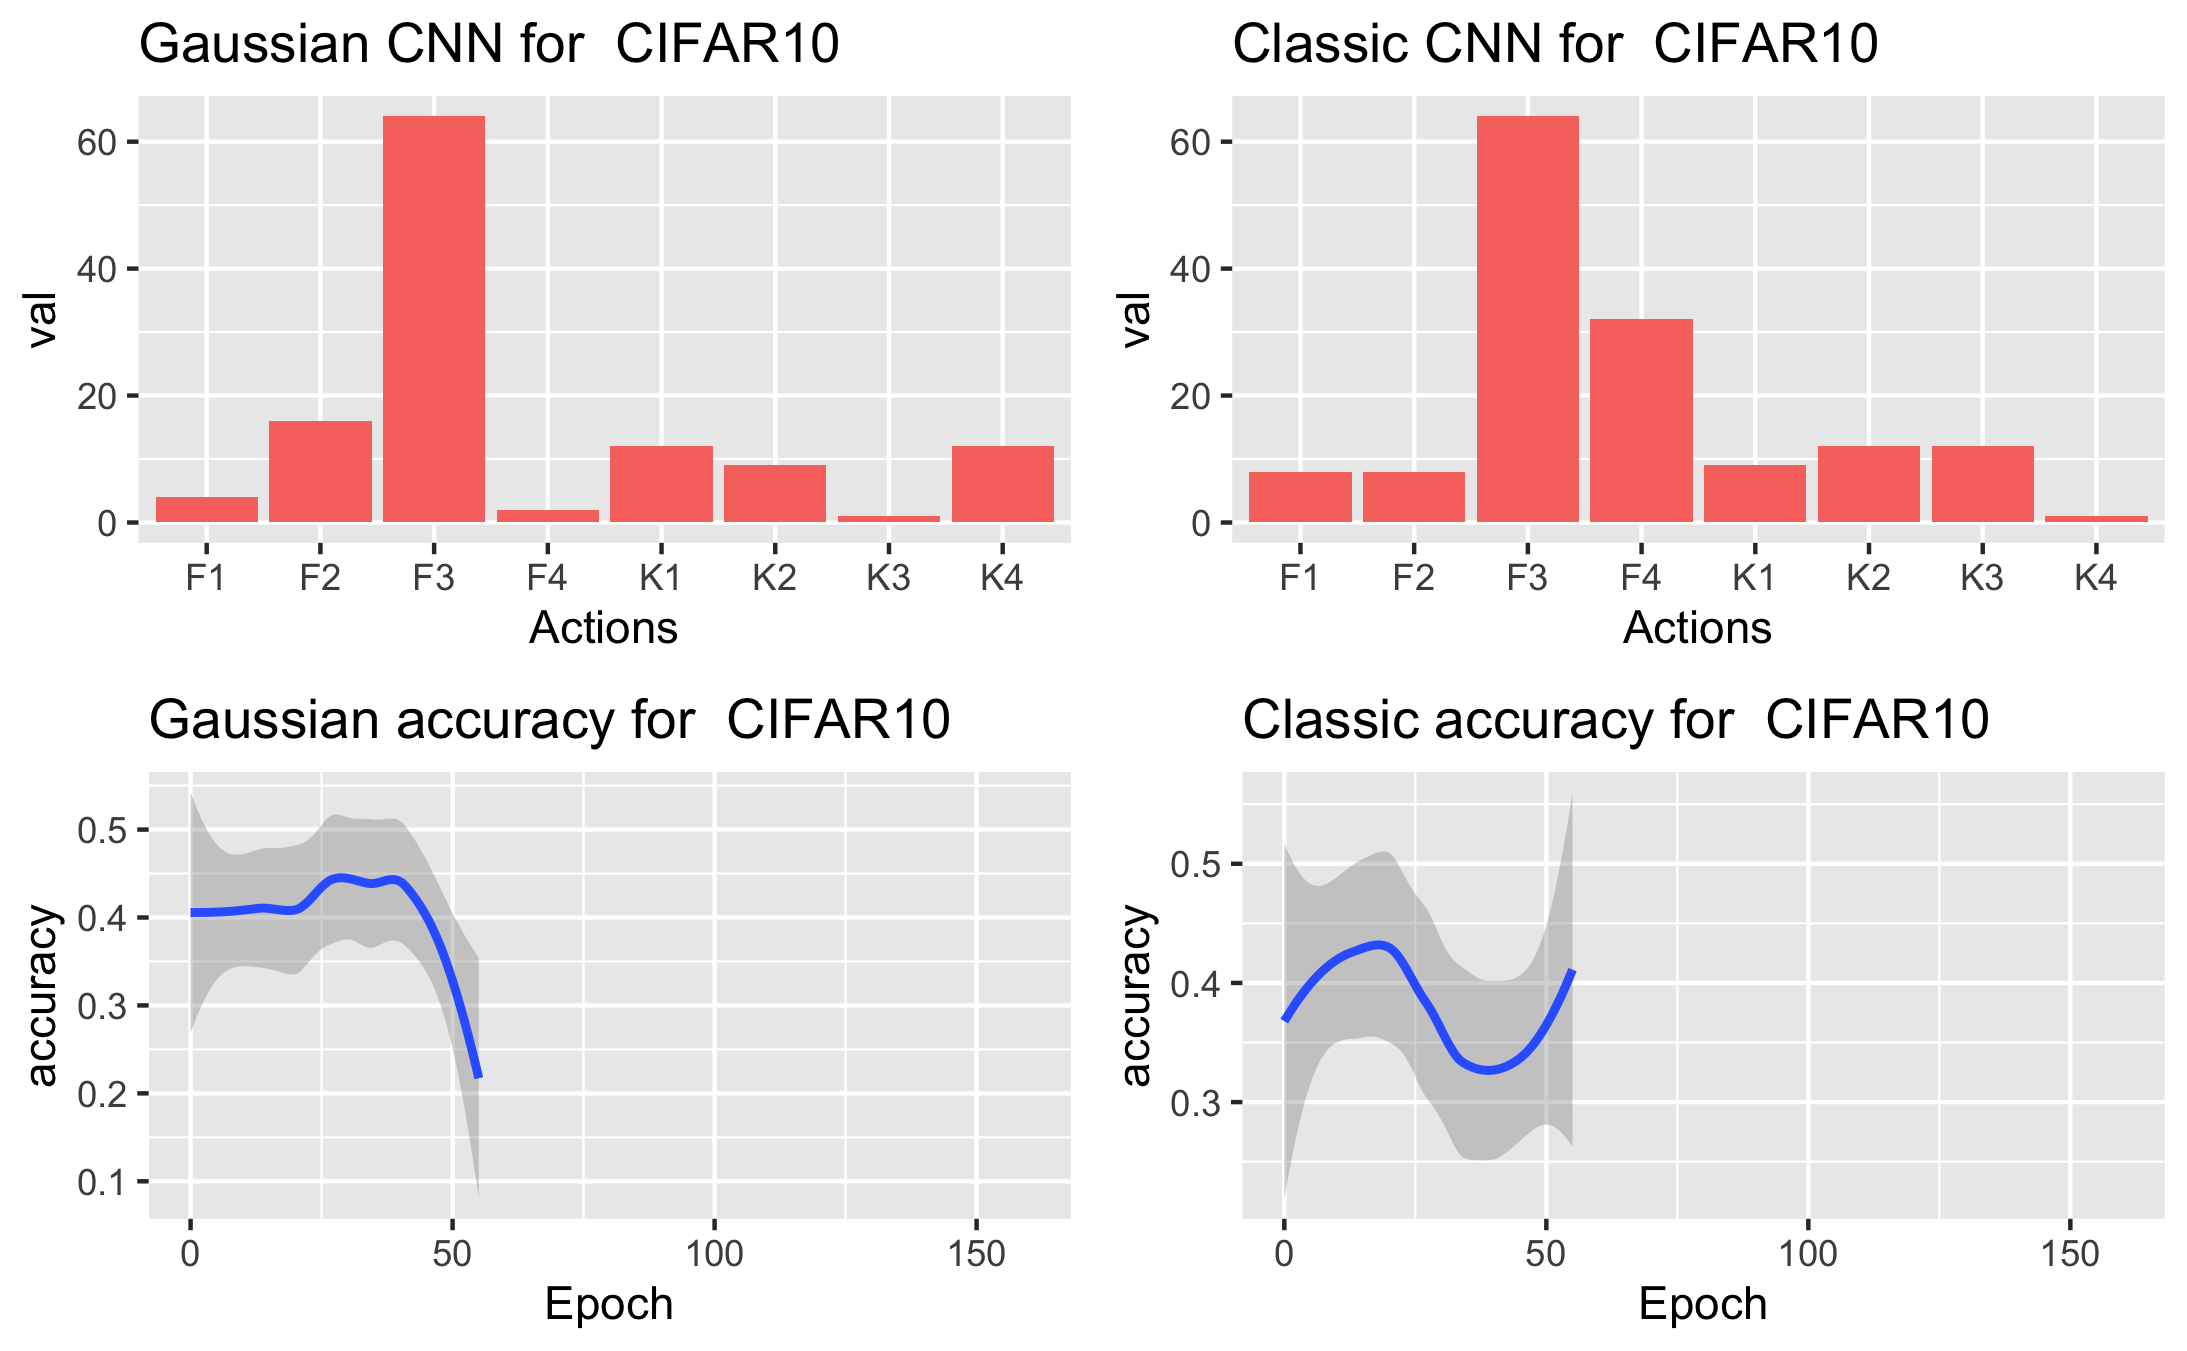 Gaussian CNN for  CIFAR10
val
60
40
20
0
F1 F2 F3 F4 K1 K2 K3 K4
Actions
Classic CNN for  CIFAR10
val
60
40
20
0
F1 F2 F3 F4 K1 K2 K3 K4
Actions
Gaussian accuracy for  CIFAR10
accuracy
0.5
0.4
0.3
0.2
0.1
0 50 100 150
Epoch
Classic accuracy for  CIFAR10
accuracy
0.5
0.4
0.3
0 50 100 150
Epoch